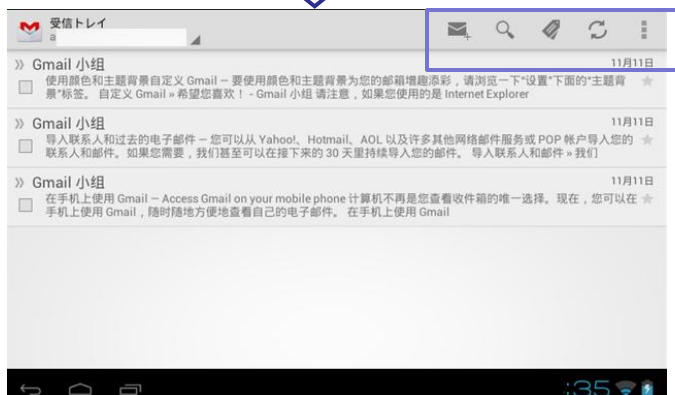 受信トレイ
a
Gmail 小组
11月11日
使用颜色和主题背景自定义 Gmail – 要使用颜色和主题背景为您的邮箱增趣添彩，请浏览一下"设置"下面的"主题背
景"标签。 自定义 Gmail » 希望您喜欢！ - Gmail 小组 请注意，如果您使用的是 Internet Explorer
Gmail 小组
11月11日
导入联系人和过去的电子邮件 – 您可以从 Yahoo!、Hotmail、AOL 以及许多其他网络邮件服务或 POP 帐户导入您的
联系人和邮件。如果您需要，我们甚至可以在接下来的 30 天里持续导入您的邮件。 导入联系人和邮件 » 我们
Gmail 小组
11月11日
在手机上使用 Gmail – Access Gmail on your mobile phone 计算机不再是您查看收件箱的唯一选择。现在，您可以在
手机上使用 Gmail，随时随地方便地查看自己的电子邮件。 在手机上使用 Gmail
:35